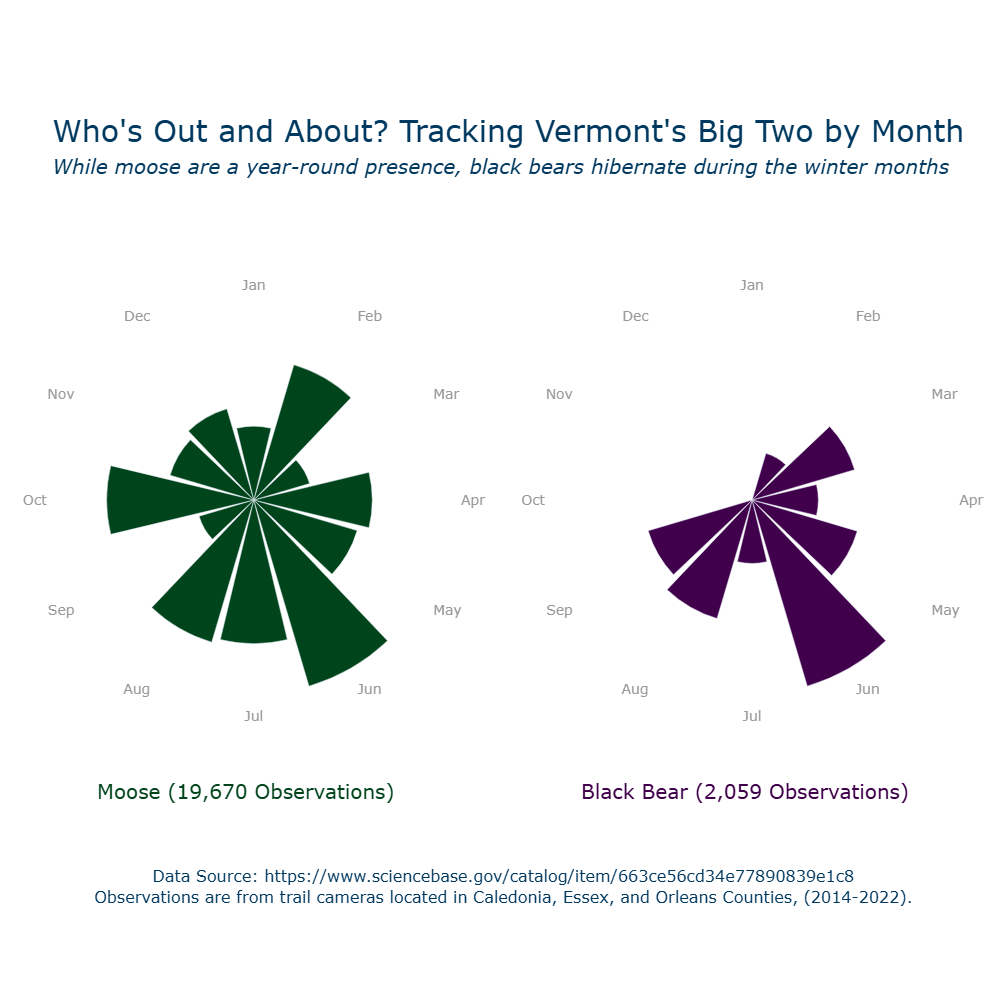 Who's Out and About? Tracking Vermont's Big Two by Month
While moose are a year-round presence, black bears hibernate during the winter months
Jan
Feb
Mar
Apr
May
Jun
Jul
Aug
Sep
Oct
Nov
Dec
Moose (19,670 Observations)
Jan
Feb
Mar
Apr
May
Jun
Jul
Aug
Sep
Oct
Nov
Dec
Black Bear (2,059 Observations)
Data Source: https://www.sciencebase.gov/catalog/item/663ce56cd34e77890839e1c8
Observations are from trail cameras located in Caledonia, Essex, and Orleans Counties, (2014-2022).